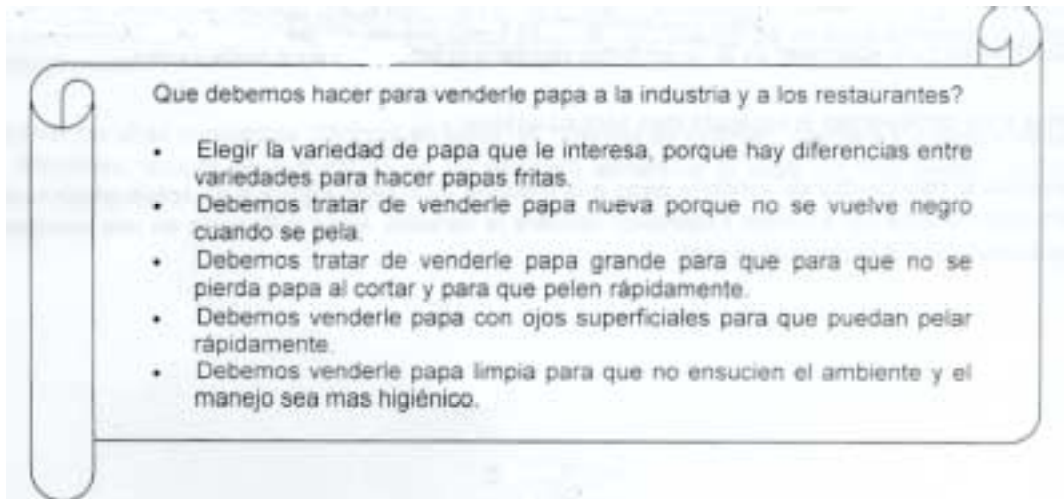 Que debemos hacer para venderle papa a la industria y a los restaurantes?
• Elegir la variedad de papa que le interesa, porque hay diferencias entre
variedades para hacer papas fritas.
• Debemos tratar de venderle papa nueva porque no se vuelve negro
cuando se pela.
• Debemos tratar de venderle papa grande para que para que no se
pierda papa al cortar y para que pelen rápidamente.
• Debemos venderle papa con ojos superficiales para que puedan pelar
rápidamente.
• Debemos venderle papa limpia para que no ensucien el ambiente y el
manejo sea mas higiénico.